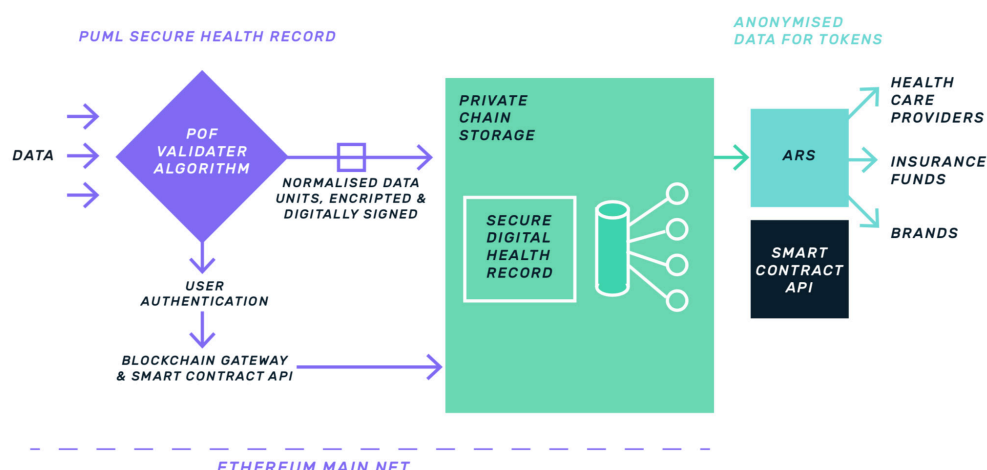 PUML SECURE HEALTH RECORD
ANONYMISED
DATA FOR TOKENS
DATA
POF
VALIDATER
ALGORITHM
NORMALISED DATA
UNITS, ENCRIPTED &
DIGITALLY SIGNED
USER
AUTHENTICATION
BLOCKCHAIN GATEWAY
& SMART CONTRACT API
PRIVATE
CHAIN
STORAGE
SECURE
DIGITAL
HEALTH
RECORD
ARS
SMART
CONTRACT
API
HEALTH
CARE
PROVIDERS
INSURANCE
FUNDS
BRANDS
ETHEREUM MAIN NET